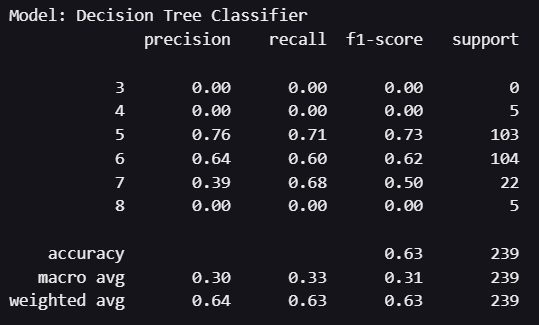 Model: Decision Tree Classifier
precision recall f1-score support
3 0.00 0.00 0.00 0
4 0.00 0.00 0.00 5
5 0.76 0.71 0.73 103
6 0.64 0.60 0.62 104
7 0.39 0.68 0.50 22
8 0.00 0.00 0.00 5
accuracy 0.63 239
macro avg 0.30 0.33 0.31 239
weighted avg 0.64 0.63 0.63 239